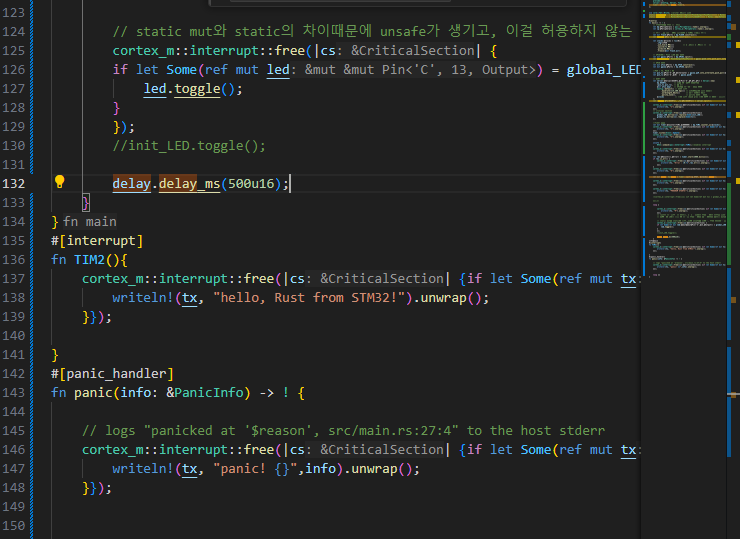 123
124 // static mut와 static의 차이때문에 unsafe가 생기고, 이걸 허용하지 않는
125 cortex_m::interrupt::free(|cs: &CriticalSection| {
126 if let Some(ref mut led: &mut &mut Pin<'C', 13, Output>) = global_LED
127 led.toggle();
128 }
129 });
130 //init_LED.toggle();
131
132 delay.delay_ms(500u16);
133 }
134 } fn main
135 #[interrupt]
136 fn TIM2(){
137 cortex_m::interrupt::free(|cs: &CriticalSection| {if let Some(ref mut tx:
138 writeln!(tx, "hello, Rust from STM32!").unwrap();
139 }});
140
141 }
142 #[panic_handler]
143 fn panic(info: &PanicInfo) -> ! {
144
145 // logs "panicked at '$reason', src/main.rs:27:4" to the host stderr
146 cortex_m::interrupt::free(|cs: &CriticalSection| {if let Some(ref mut tx:
147 writeln!(tx, "panic! {}",info).unwrap();
148 }});
149
150